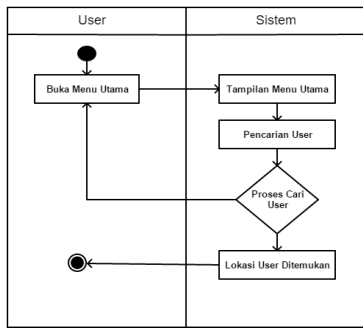 User
Sistem
Buka Menu Utama
Tampilan Menu Utama
Pencarian User
Proses Cari
User
Lokasi User Ditemukan